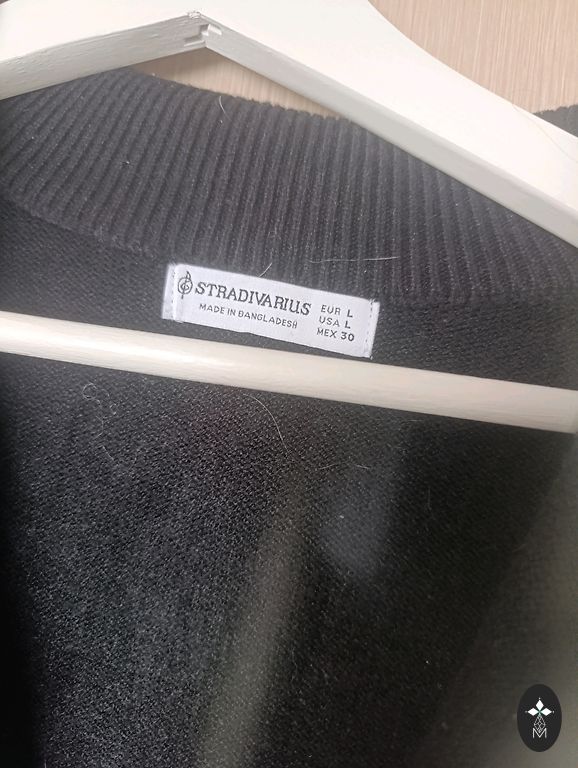 STRADIVARIUS
MADE IN BANGLADESH
EUR L
USA L
MEX 30
M